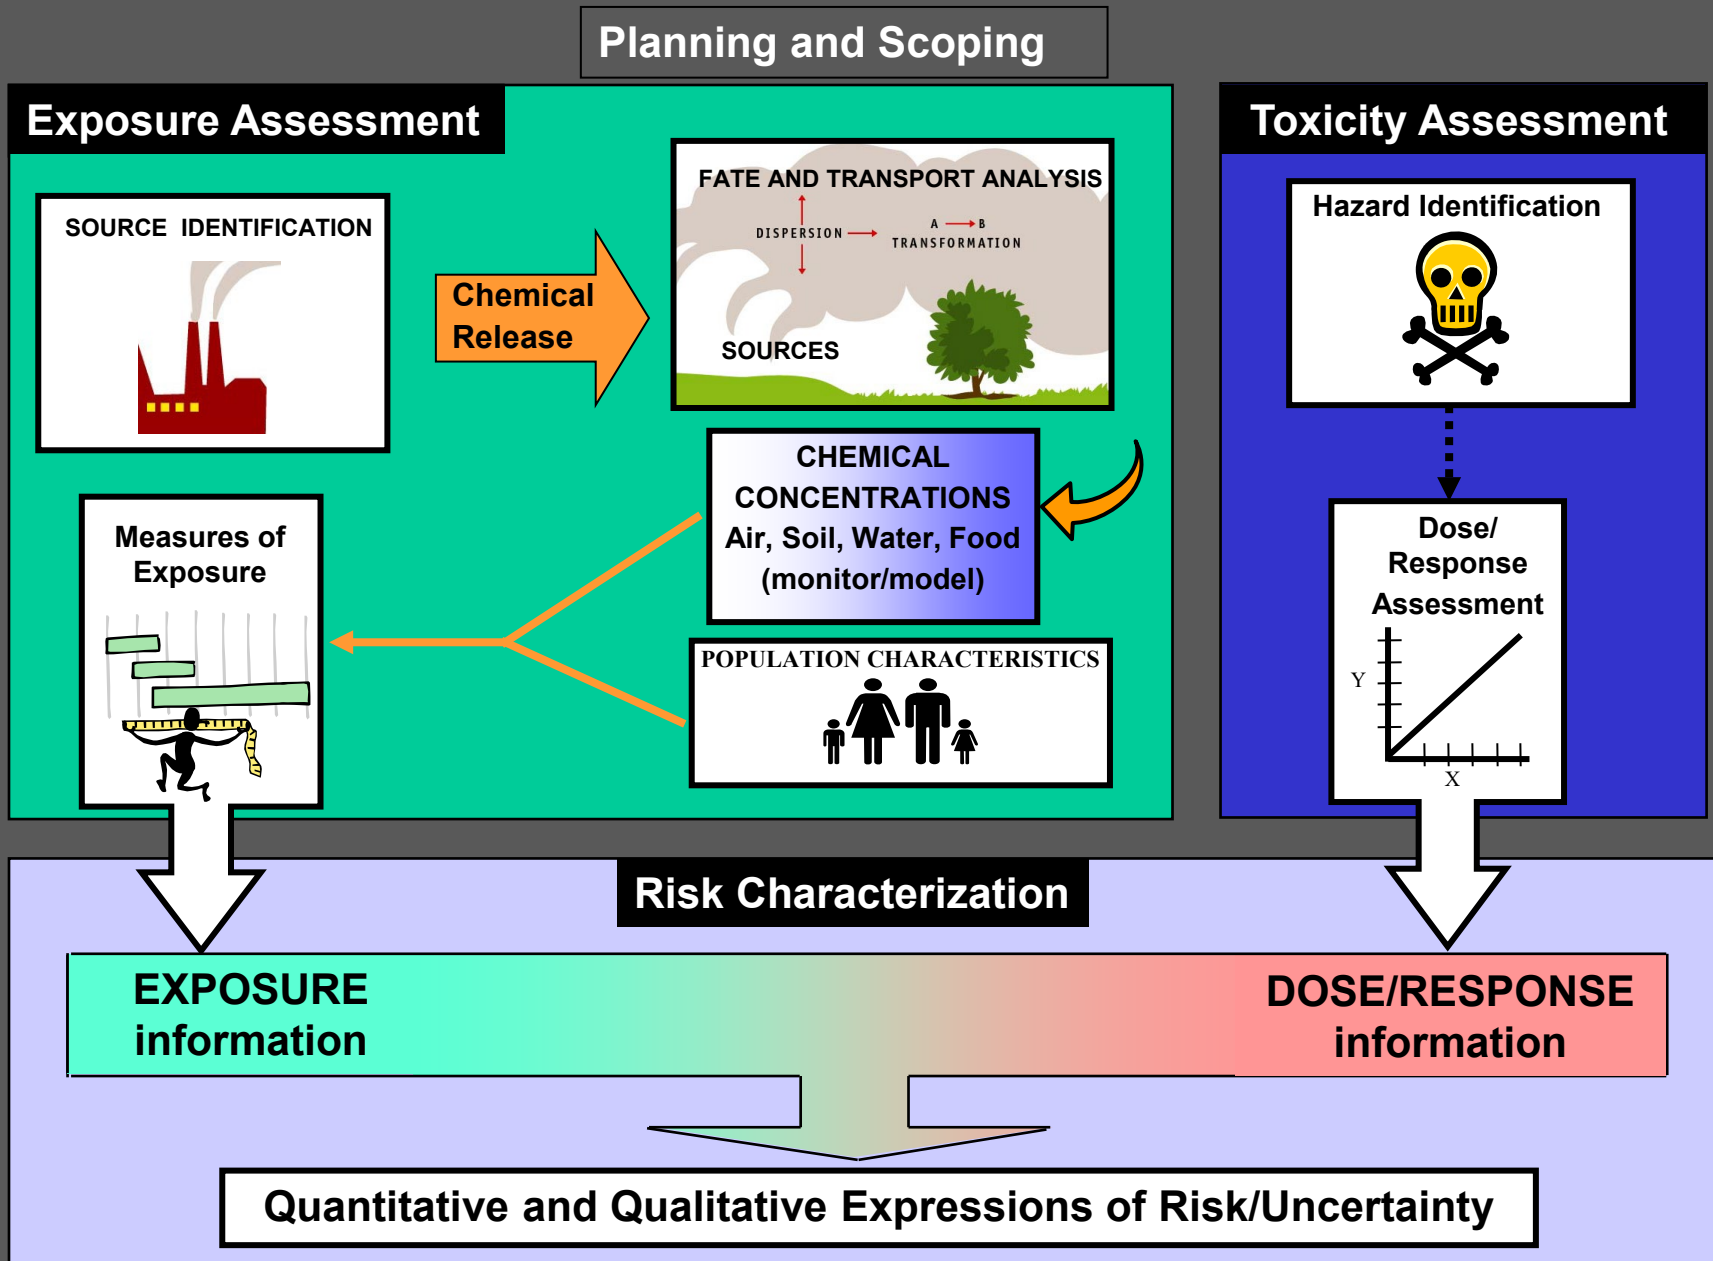 Planning and Scoping
Exposure Assessment
SOURCE IDENTIFICATION
Chemical
Release
FATE AND TRANSPORT ANALYSIS
DISPERSION
A B
TRANSFORMATION
SOURCES
CHEMICAL
CONCENTRATIONS
Air, Soil, Water, Food
(monitor/model)
POPULATION CHARACTERISTICS
Measures of
Exposure
Toxicity Assessment
Hazard Identification
Dose/
Response
Assessment
Y
X
Risk Characterization
EXPOSURE
information
DOSE/RESPONSE
information
Quantitative and Qualitative Expressions of Risk/Uncertainty